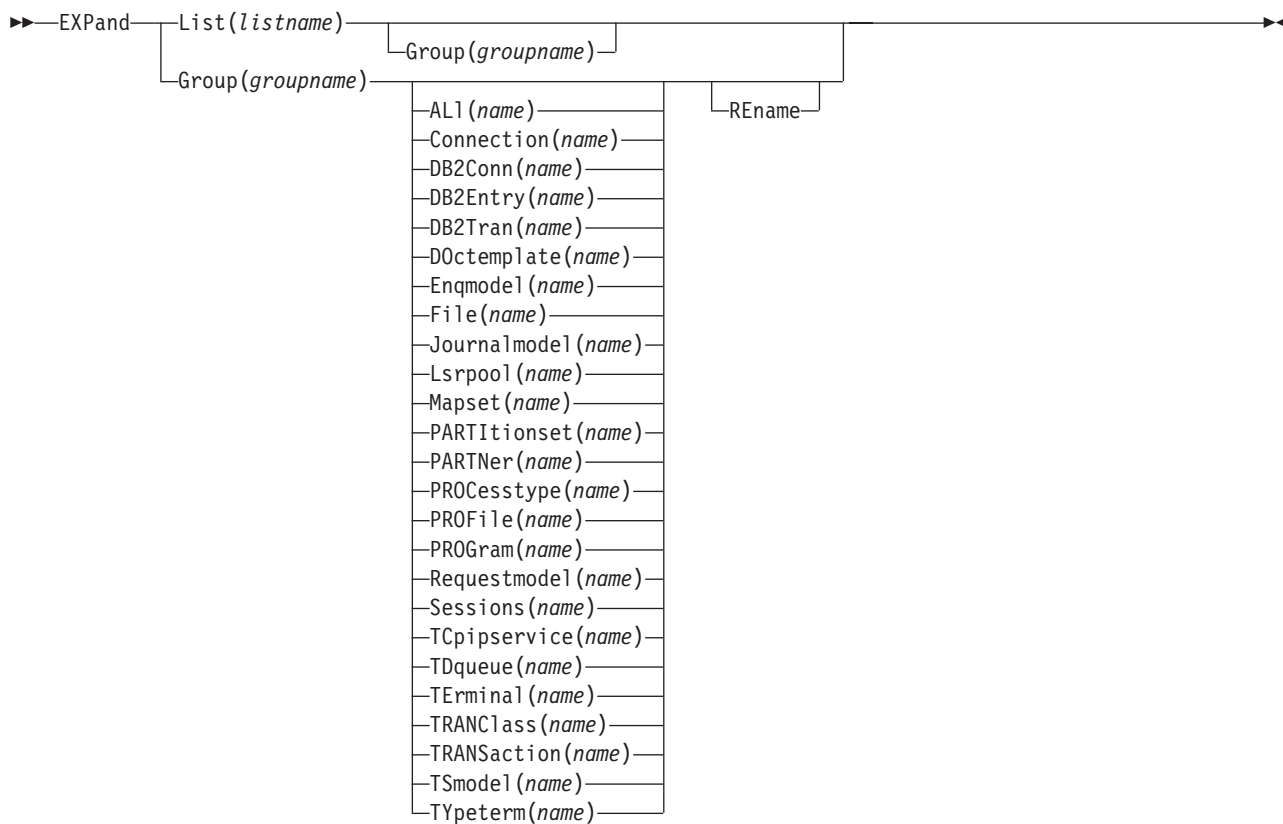 EXPand List(listname)
Group(groupname)
Group(groupname)
ALl(name) REname
Connection(name)
DB2Conn(name)
DB2Entry(name)
DB2Tran(name)
DOctemplate(name)
Enqmodel(name)
File(name)
Journalmodel(name)
Lsrpool(name)
Mapset(name)
PARTItionset(name)
PARTNer(name)
PROCesstype(name)
PROFile(name)
PROGram(name)
Requestmodel(name)
Sessions(name)
TCpipservice(name)
TDqueue(name)
TErminal(name)
TRANClass(name)
TRANSaction(name)
TSmodel(name)
TYpeterm(name)